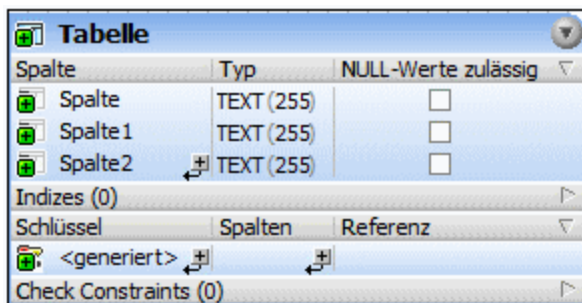 Tabelle
Spalte Typ NULL-Werte zulässig
Spalte TEXT (255)
Spalte1 TEXT (255)
Spalte2 TEXT (255)
Indizes (0)
Schlüssel Spalten Referenz
<generiert>
Check Constraints (0)